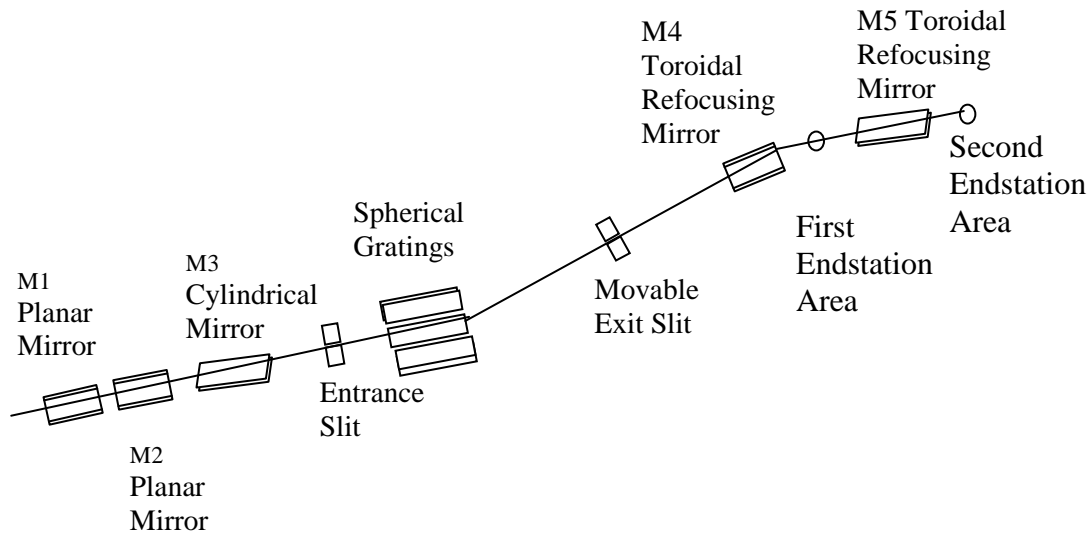 M1
Planar
Mirror
M2
Planar
Mirror
M3
Cylindrical
Mirror
Entrance
Slit
Spherical
Gratings
Movable
Exit Slit
M4
Toroidal
Refocusing
Mirror
First
Endstation
Area
M5 Toroidal
Refocusing
Mirror
Second
Endstation
Area